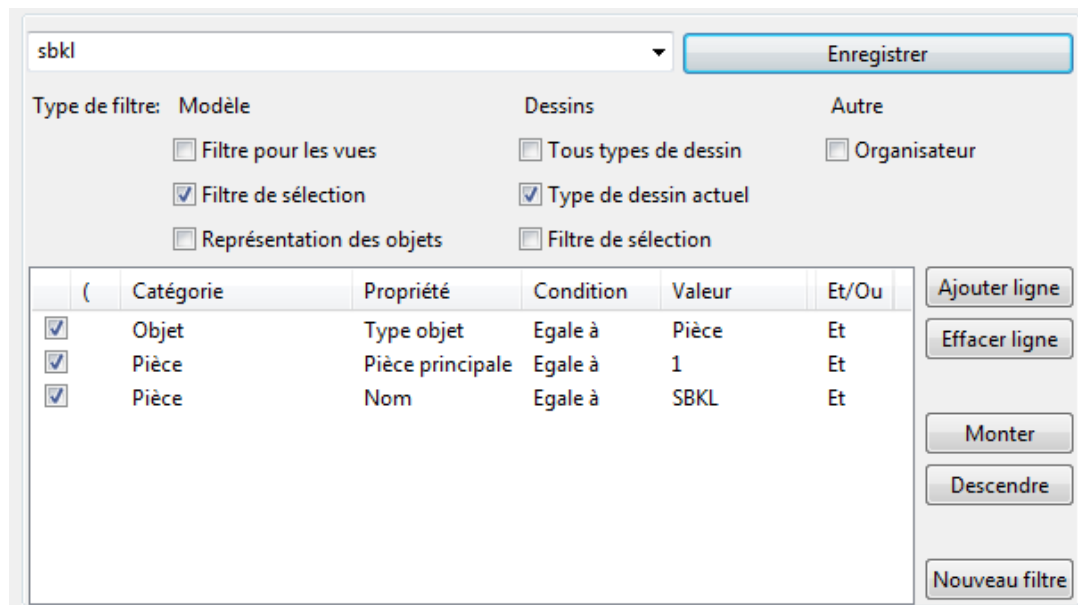 sbkl Enregistrer
Type de filtre: Modèle Dessins Autre
Filtre pour les vues Tous types de dessin Organisateur
Filtre de sélection Type de dessin actuel
Représentation des objets Filtre de sélection
( Catégorie Propriété Condition Valeur Et/Ou Ajouter ligne
Objet Type objet Egale à Pièce Et Effacer ligne
Pièce Pièce principale Egale à 1 Et
Pièce Nom Egale à SBKL Et
Monter
Descendre
Nouveau filtre